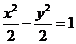 x²/2 − y²/2 = 1